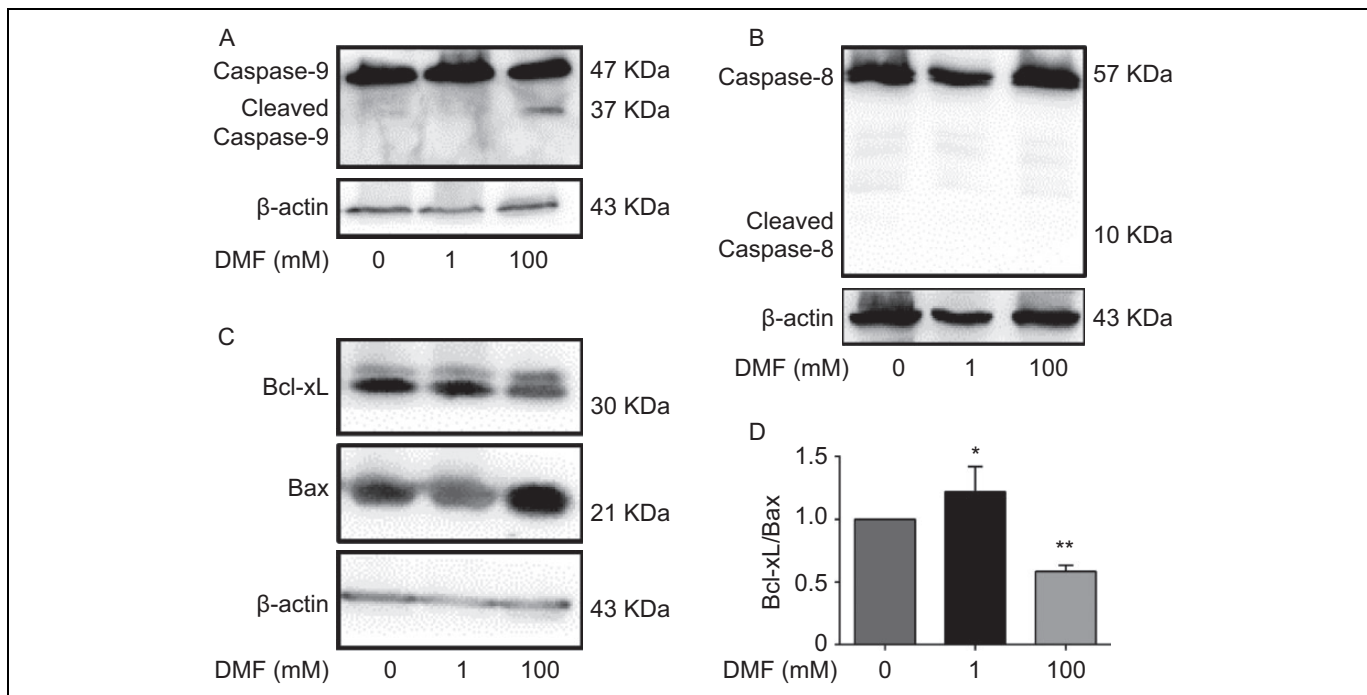 A
Caspase-9
47 KDa
Cleaved
Caspase-9
37 KDa
β-actin
43 KDa
DMF (mM) 0 1 100
B
Caspase-8
57 KDa
Cleaved
Caspase-8
10 KDa
β-actin
43 KDa
DMF (mM) 0 1 100
C
Bcl-xL
30 KDa
Bax
21 KDa
β-actin
43 KDa
DMF (mM) 0 1 100
D
Bcl-xL/Bax
1.5
1.0
0.5
0
*
**
DMF (mM) 0 1 100